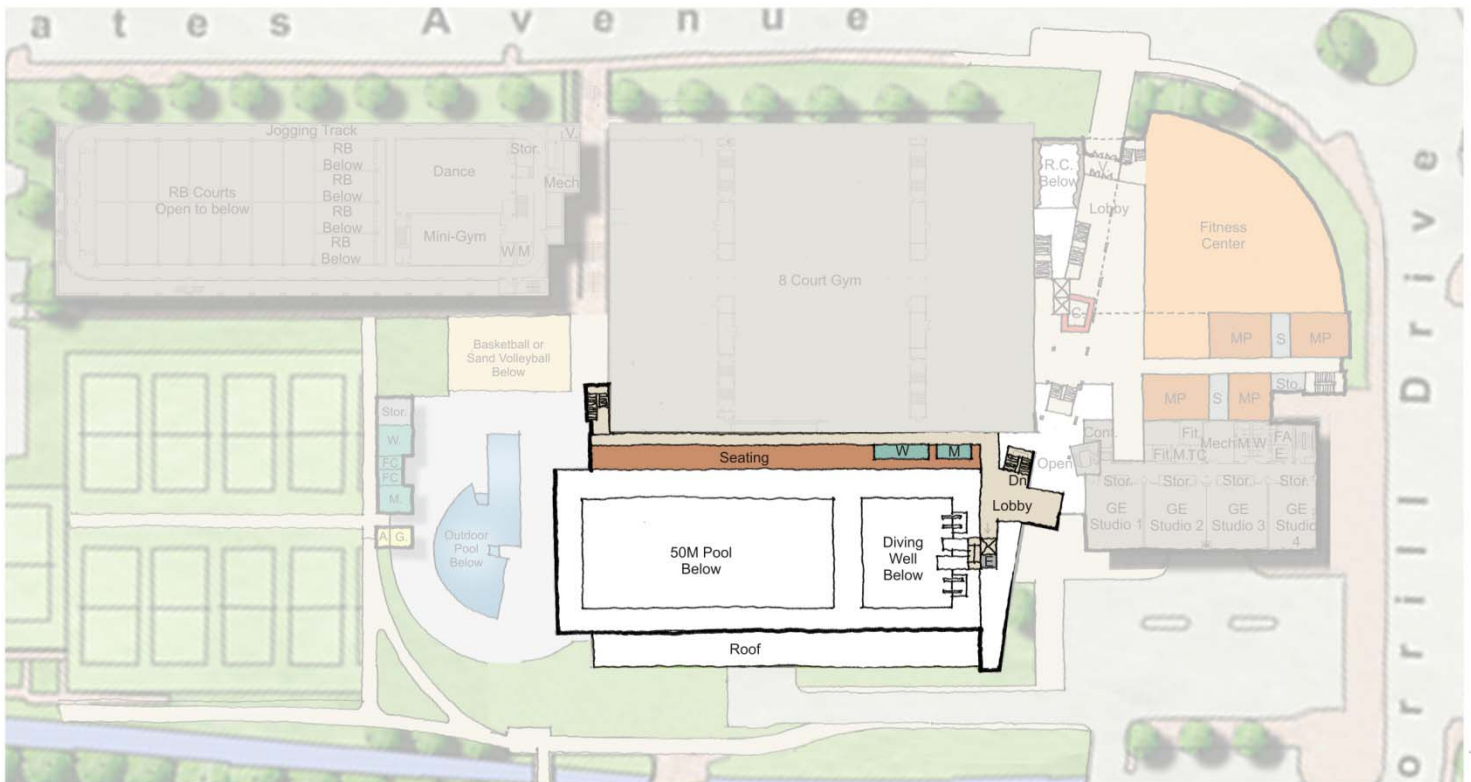 ates Avenue
Jogging Track
V.
RB
Below
RB
Below
RB
Below
RB
Below
RB Courts
Open to below
Dance
Stor.
Mech
Mini-Gym
W M
8 Court Gym
R.C.
Below
V.
Lobby
C.
Fitness
Center
MP
S
MP
MP
S
MP
Sto.
Basketball or
Sand Volleyball
Below
Stor.
W.
FC
FC
M.
A
G.
Outdoor
Pool
Below
Seating
W
M
Dn
Lobby
Open
50M Pool
Below
Diving
Well
Below
E
Roof
Conf.
Fit.
Mech
M
W
FA
E
Fit.M.
TC
Stor.
Stor.
Stor.
Stor.
GE
Studio 1
GE
Studio 2
GE
Studio 3
GE
Studio
4
orrill Drive